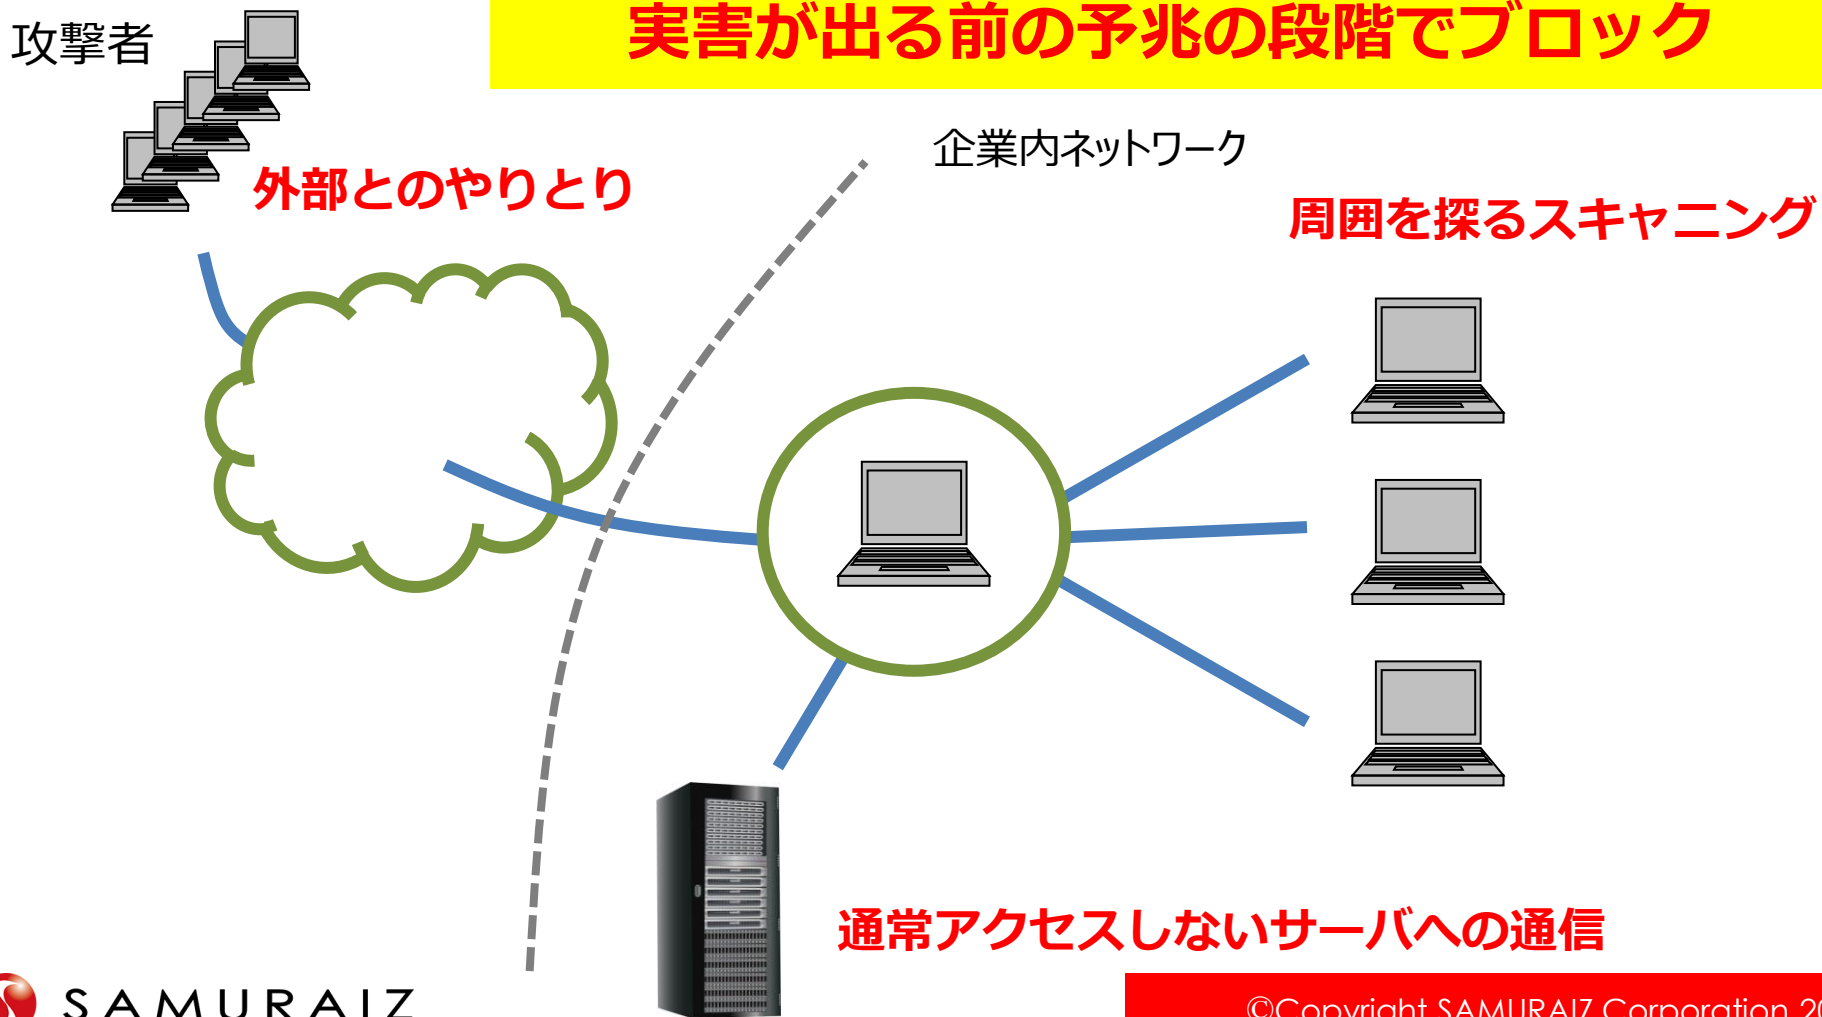 攻撃者
実害が出る前の予兆の段階でブロック
企業内ネットワーク
外部とのやりとり
周囲を探るスキャニング
通常アクセスしないサーバへの通信
SAMURAIZ
©Copyright SAMURAIZ Corporation